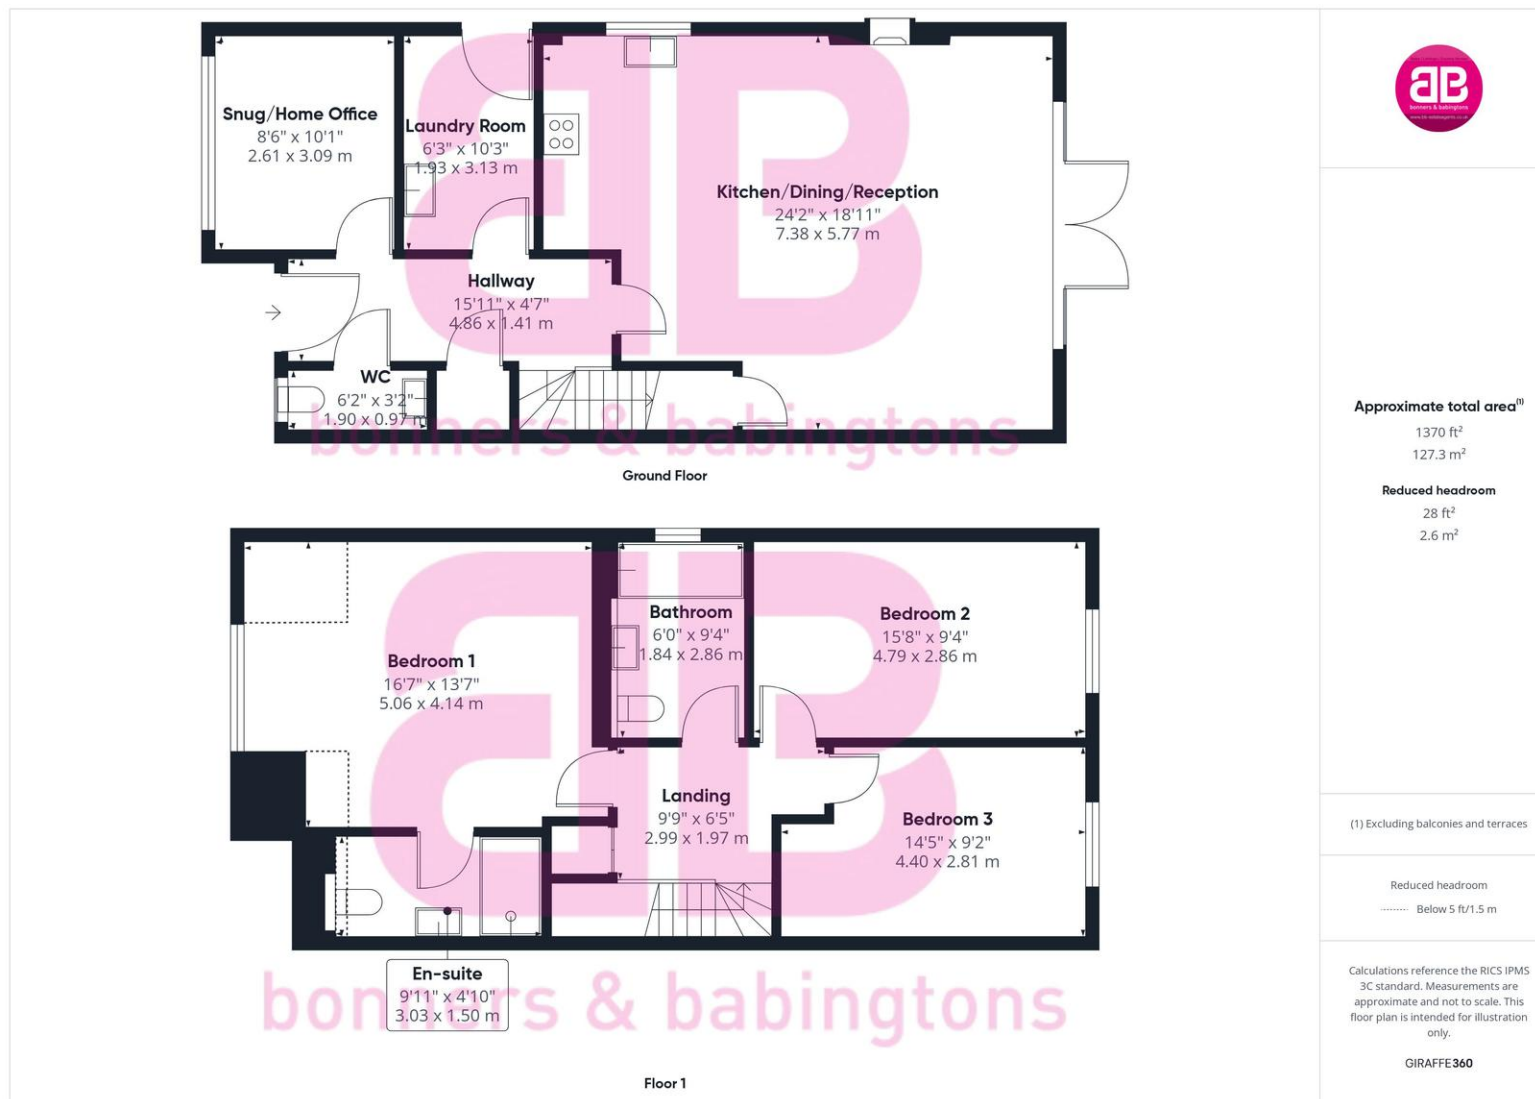 Snug/Home Office
8'6" x 10'1"
2.61 x 3.09 m
Laundry Room
6'3" x 10'3"
1.93 x 3.13 m
Kitchen/Dining/Reception
24'2" x 18'11"
7.38 x 5.77 m
Hallway
15'11" x 4'7"
4.86 x 1.41 m
WC
6'2" x 3'2"
1.90 x 0.97 m
bonners & babingtons
Ground Floor
Bedroom 1
16'7" x 13'7"
5.06 x 4.14 m
Bathroom
6'0" x 9'4"
1.84 x 2.86 m
Bedroom 2
15'8" x 9'4"
4.79 x 2.86 m
Landing
9'9" x 6'5"
2.99 x 1.97 m
Bedroom 3
14'5" x 9'2"
4.40 x 2.81 m
En-suite
9'11" x 4'10"
3.03 x 1.50 m
bonners & babingtons
Floor 1
BB
bonners & babingtons
Approximate total area(1)
1370 ft²
127.3 m²
Reduced headroom
28 ft²
2.6 m²
(1) Excluding balconies and terraces
Reduced headroom
Below 5 ft/1.5 m
Calculations reference the RICS IPMS
3C standard. Measurements are
approximate and not to scale. This
floor plan is intended for illustration
only.
GIRAFFE360